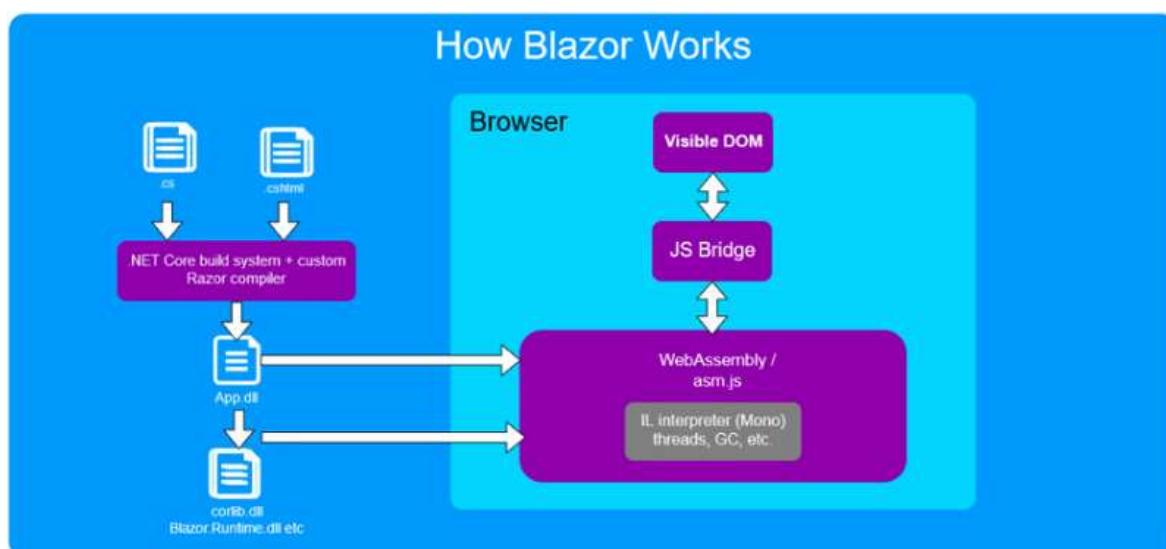 How Blazor Works
Browser
Visible DOM
.cs
.cshtml
JS Bridge
.NET Core build system + custom
Razor compiler
WebAssembly /
asm.js
App.dll
IL interpreter (Mono)
threads, GC, etc.
corlib.dll
Blazor.Runtime.dll etc